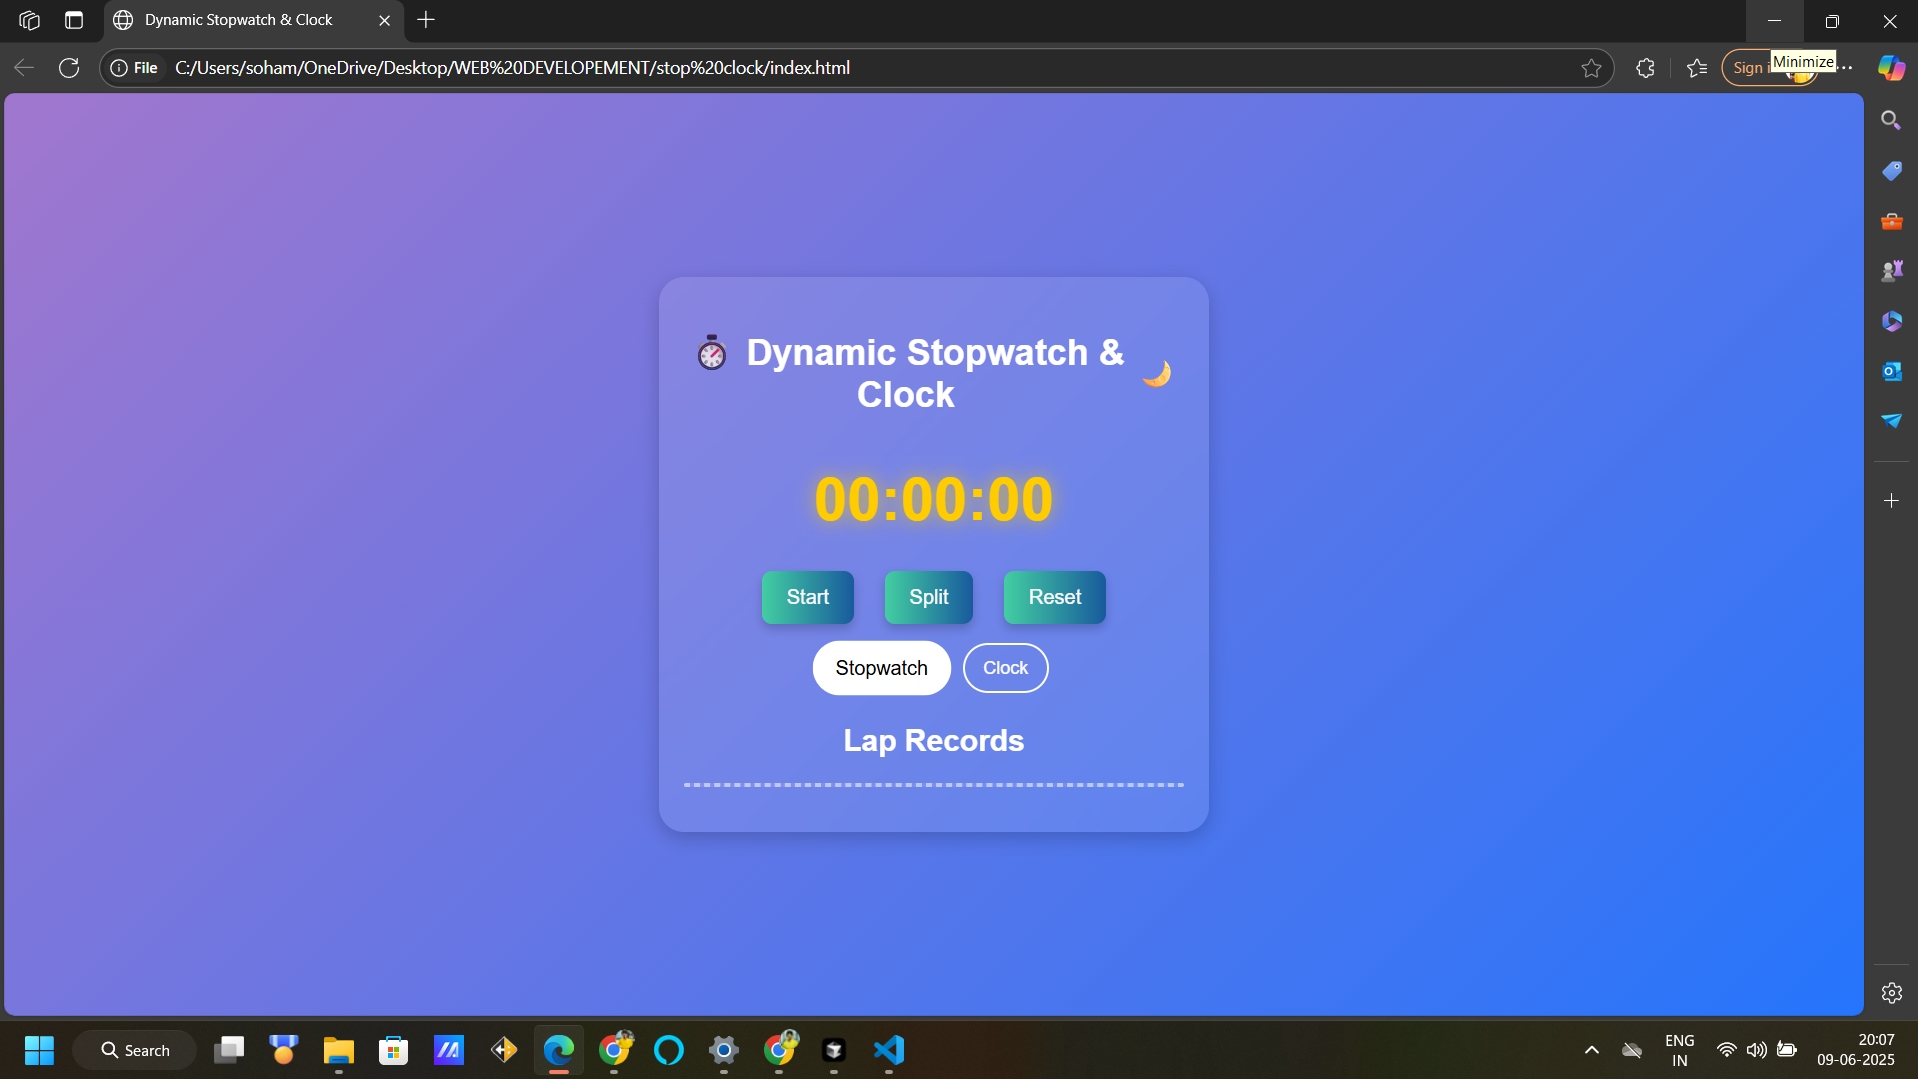 Dynamic Stopwatch & Clock
File
C:/Users/soham/OneDrive/Desktop/WEB%20DEVELOPEMENT/stop%20clock/index.html
Sign i
Minimize
Dynamic Stopwatch &
Clock
00:00:00
Start
Split
Reset
Stopwatch
Clock
Lap Records
Search
ENG
IN
20:07
09-06-2025